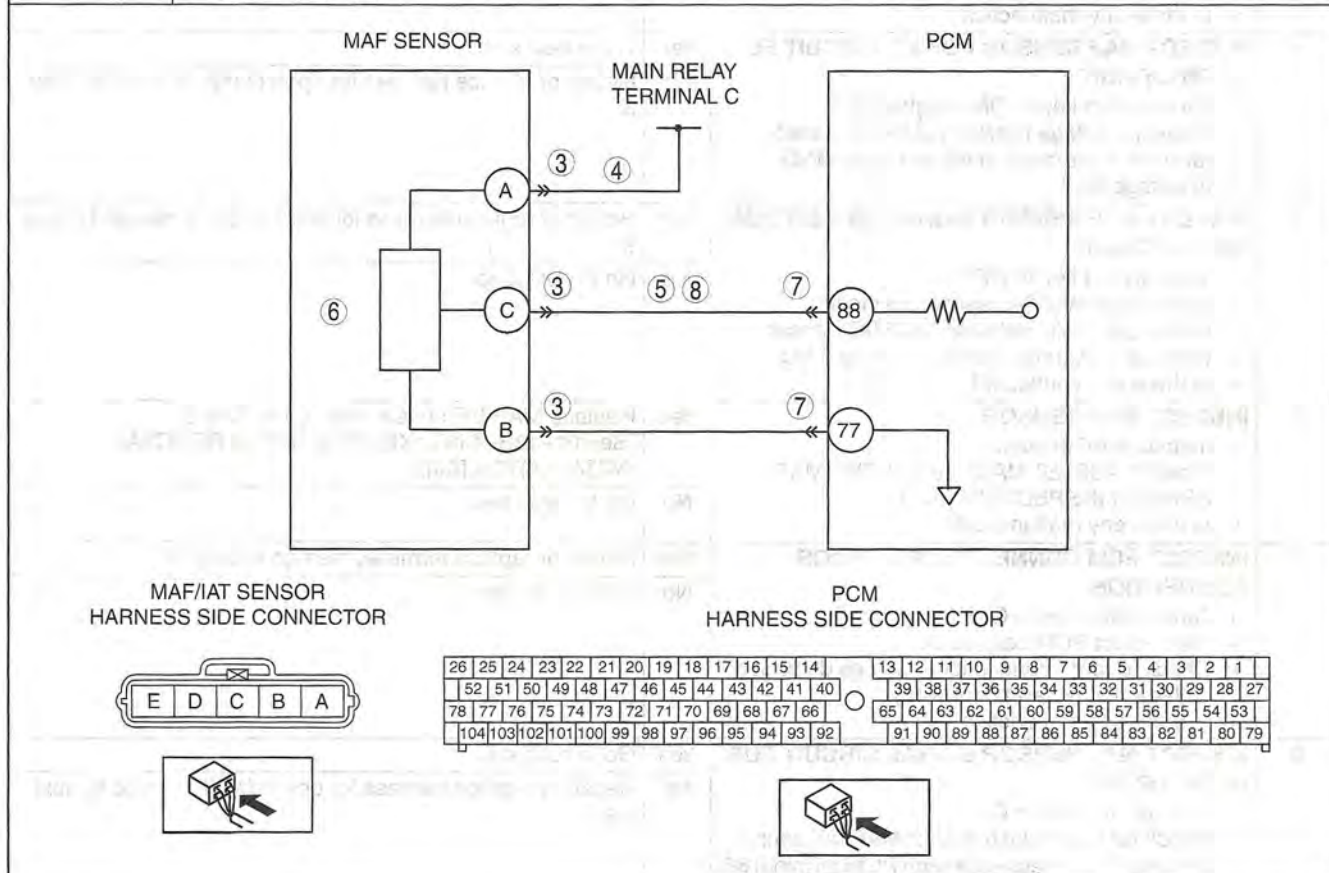 MAF SENSOR
PCM
MAIN RELAY
TERMINAL C
③
④
A
③
⑤ ⑧
⑦
⑥
C
88
③
⑦
B
77
MAF/IAT SENSOR
HARNESS SIDE CONNECTOR
PCM
HARNESS SIDE CONNECTOR
E D C B A
26 25 24 23 22 21 20 19 18 17 16 15 14 13 12 11 10 9 8 7 6 5 4 3 2 1
52 51 50 49 48 47 46 45 44 43 42 41 40 39 38 37 36 35 34 33 32 31 30 29 28 27
78 77 76 75 74 73 72 71 70 69 68 67 66 65 64 63 62 61 60 59 58 57 56 55 54 53
104 103 102 101 100 99 98 97 96 95 94 93 92 91 90 89 88 87 86 85 84 83 82 81 80 79